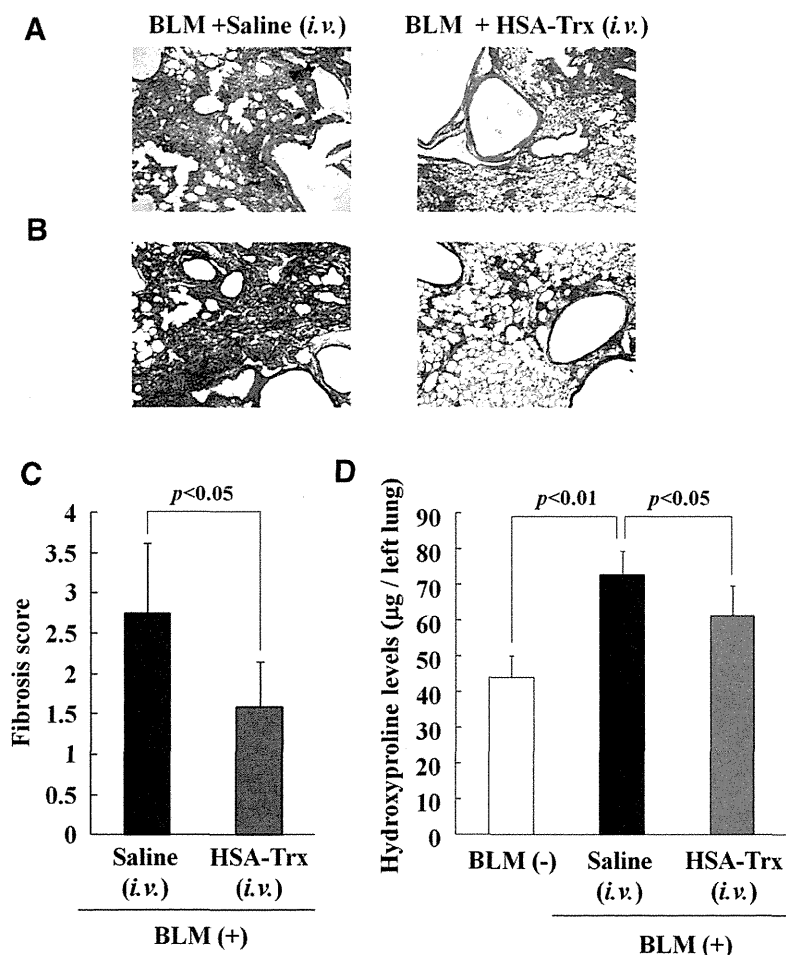 A
BLM +Saline (i.v.)
BLM + HSA-Trx (i.v.)
B
C
p<0.05
Fibrosis score
4
3.5
3
2.5
2
1.5
1
0.5
0
Saline
(i.v.)
HSA-Trx
(i.v.)
BLM (+)
D
p<0.01
p<0.05
Hydroxyproline levels (µg / left lung)
90
80
70
60
50
40
30
20
10
0
BLM (-)
Saline
(i.v.)
HSA-Trx
(i.v.)
BLM (+)